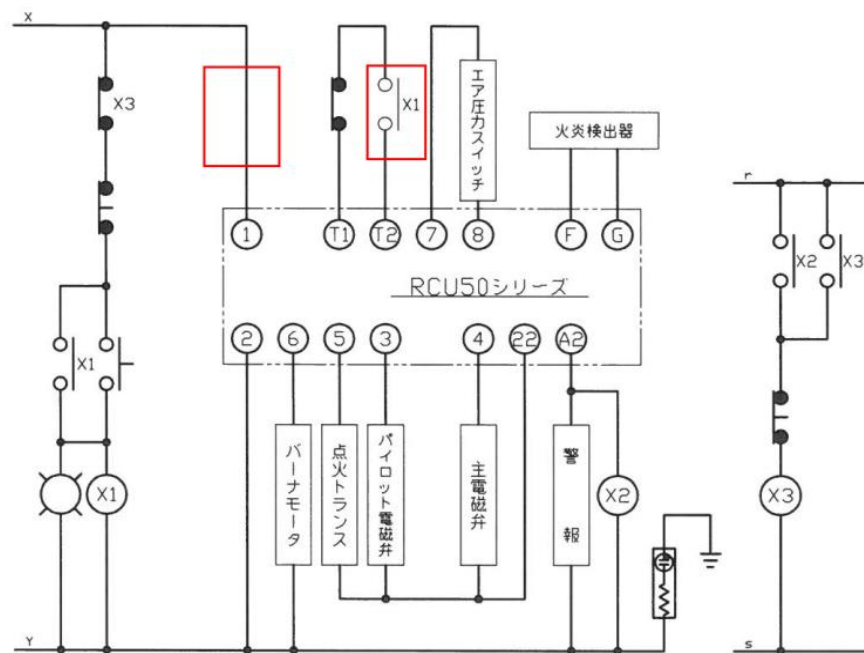 X
X3
X1
エア圧力スイッチ
火炎検出器
r
1
T1
T2
7
8
F
G
X2
X3
RCU50シリーズ
2
6
5
3
4
22
A2
X1
バーナモータ
点火トランス
パイロット電磁弁
主電磁弁
警報
X1
X2
X3
Y
s